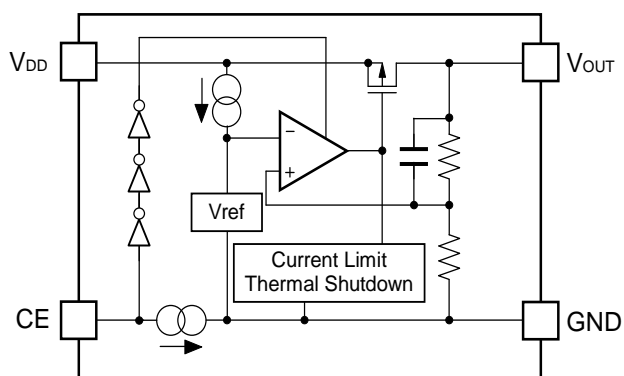 VDD
VOUT
−
+
Vref
Current Limit
Thermal Shutdown
CE
GND